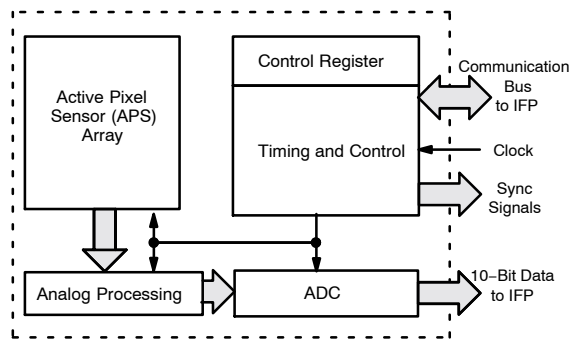 Active Pixel
Sensor (APS)
Array
Control Register
Timing and Control
Communication
Bus
to IFP
Clock
Sync
Signals
Analog Processing
ADC
10−Bit Data
to IFP